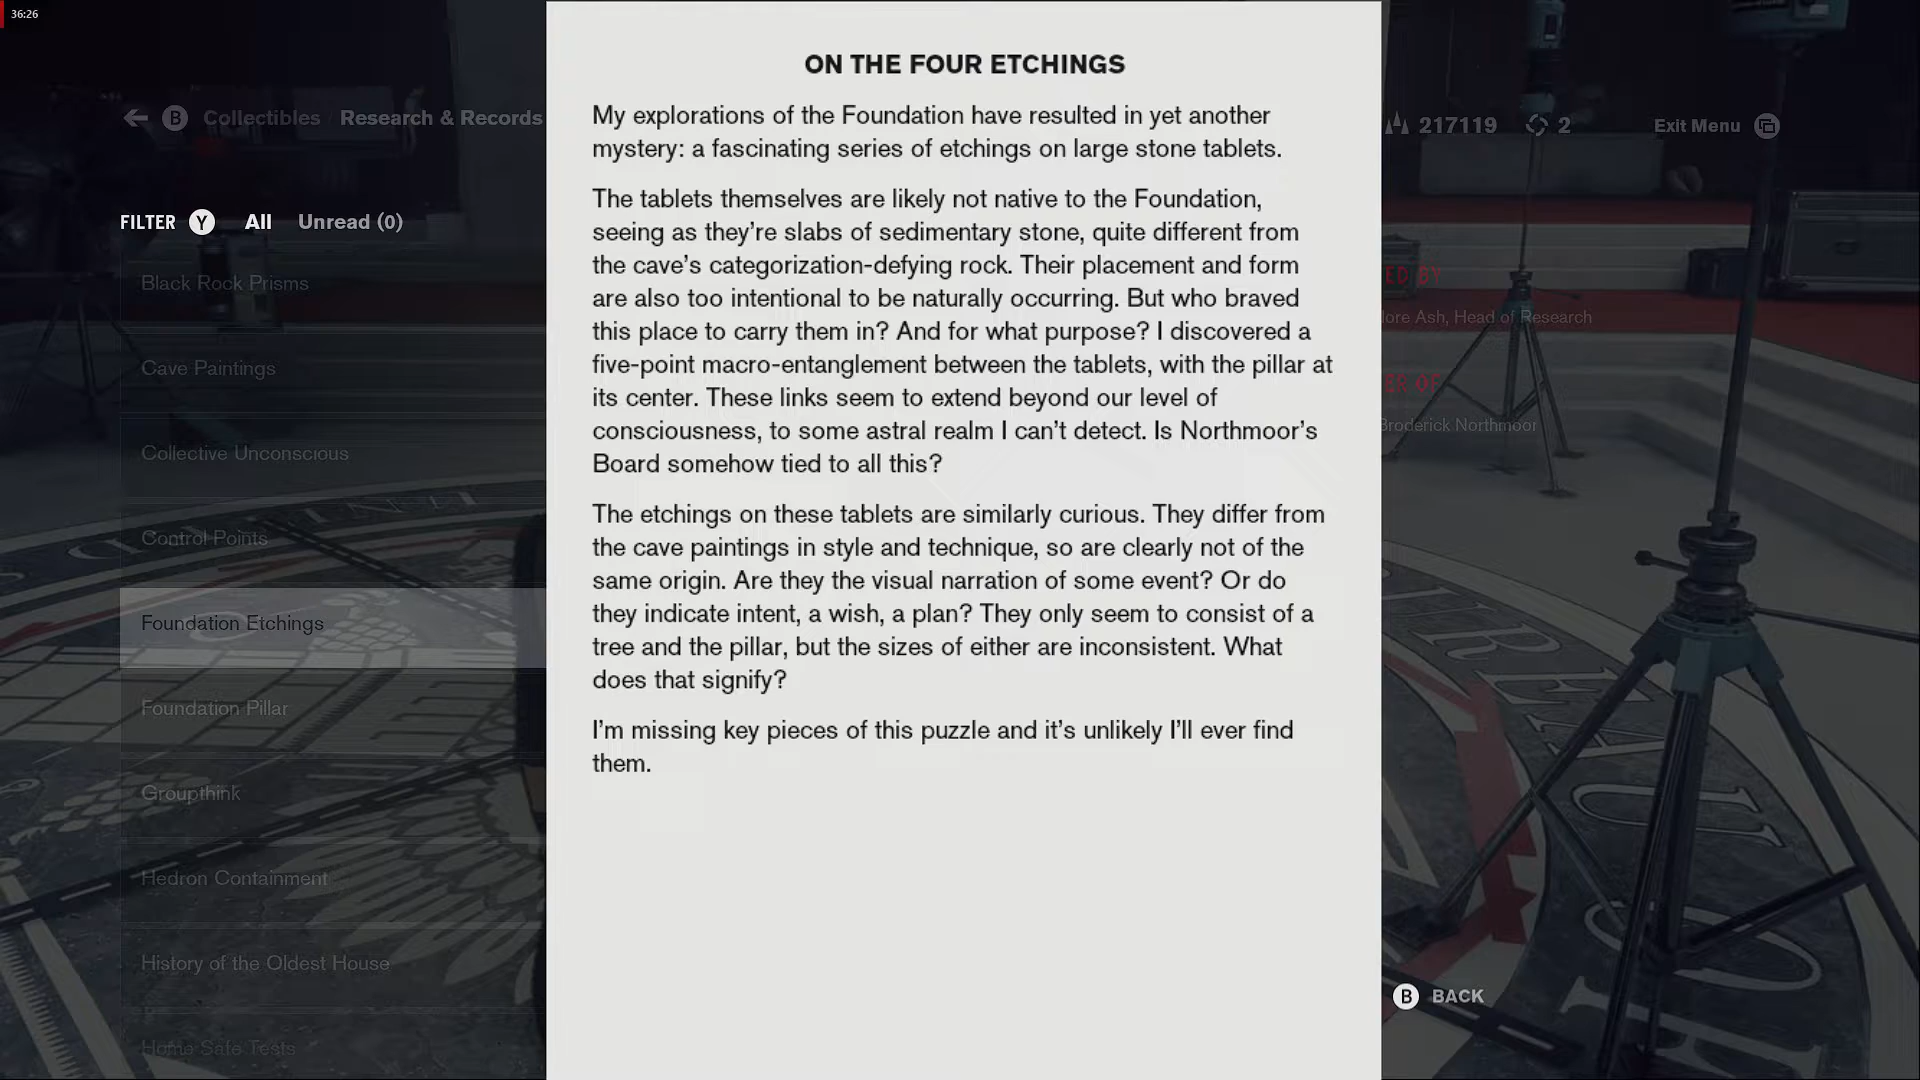 36:26
ON THE FOUR ETCHINGS
My explorations of the Foundation have resulted in yet another
mystery: a fascinating series of etchings on large stone tablets.
The tablets themselves are likely not native to the Foundation,
seeing as they're slabs of sedimentary stone, quite different from
the cave's categorization-defying rock. Their placement and form
are also too intentional to be naturally occurring. But who braved
this place to carry them in? And for what purpose? I discovered a
five-point macro-entanglement between the tablets, with the pillar at
its center. These links seem to extend beyond our level of
consciousness, to some astral realm I can't detect. Is Northmoor's
Board somehow tied to all this?
The etchings on these tablets are similarly curious. They differ from
the cave paintings in style and technique, so are clearly not of the
same origin. Are they the visual narration of some event? Or do
they indicate intent, a wish, a plan? They only seem to consist of a
tree and the pillar, but the sizes of either are inconsistent. What
does that signify?
I'm missing key pieces of this puzzle and it's unlikely I'll ever find
them.
B Collectibles / Research & Records
217119 2 Exit Menu
FILTER Y All Unread (0)
Black Rock Prisms
Cave Paintings
Collective Unconscious
Control Points
Foundation Etchings
Foundation Pillar
Groupthink
Hedron Containment
History of the Oldest House
Home Safe Tests
ED BY
lore Ash, Head of Research
ER OF
Broderick Northmoor
B BACK